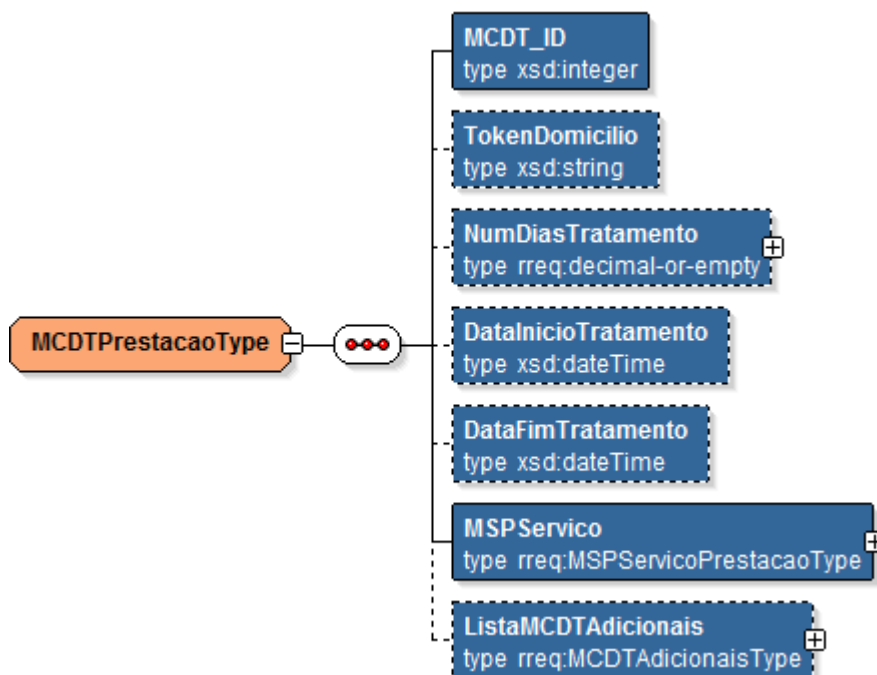 MCDT_ID
type xsd:integer
TokenDomicilio
type xsd:string
NumDiasTratamento
type rreq:decimal-or-empty
MCDTPrestacaoType
DataInicioTratamento
type xsd:dateTime
DataFimTratamento
type xsd:dateTime
MSPServico
type rreq:MSPServicoPrestacaoType
ListaMCDTAdicionais
type rreq:MCDTAdicionaisType